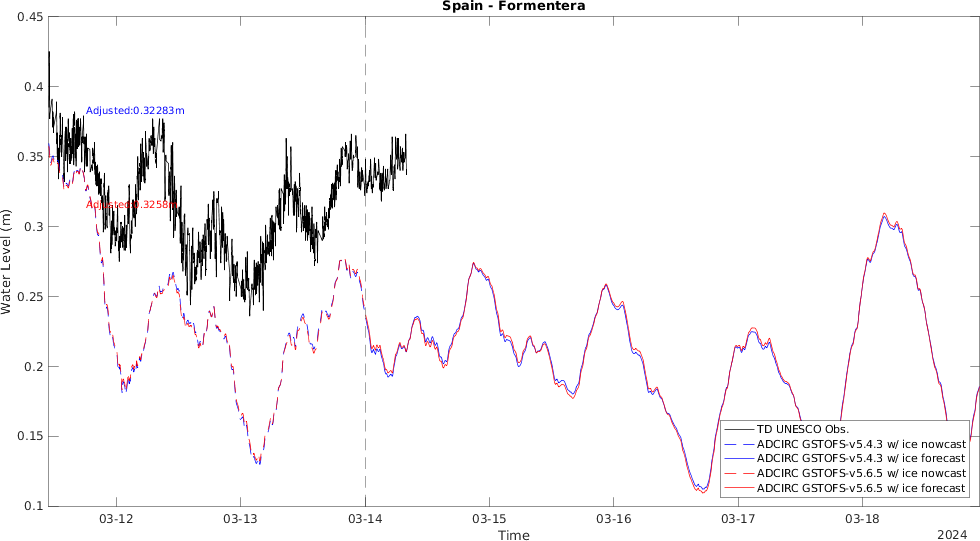 Spain - Formentera
0.45
0.4
0.35
0.3
0.25
0.2
0.15
0.1
Water Level (m)
Adjusted:0.32283m
Adjusted:0.3258m
TD UNESCO Obs.
ADCIRC GSTOFS-v5.4.3 w/ ice nowcast
ADCIRC GSTOFS-v5.4.3 w/ ice forecast
ADCIRC GSTOFS-v5.6.5 w/ ice nowcast
ADCIRC GSTOFS-v5.6.5 w/ ice forecast
03-12 03-13 03-14 03-15 03-16 03-17 03-18
Time
2024